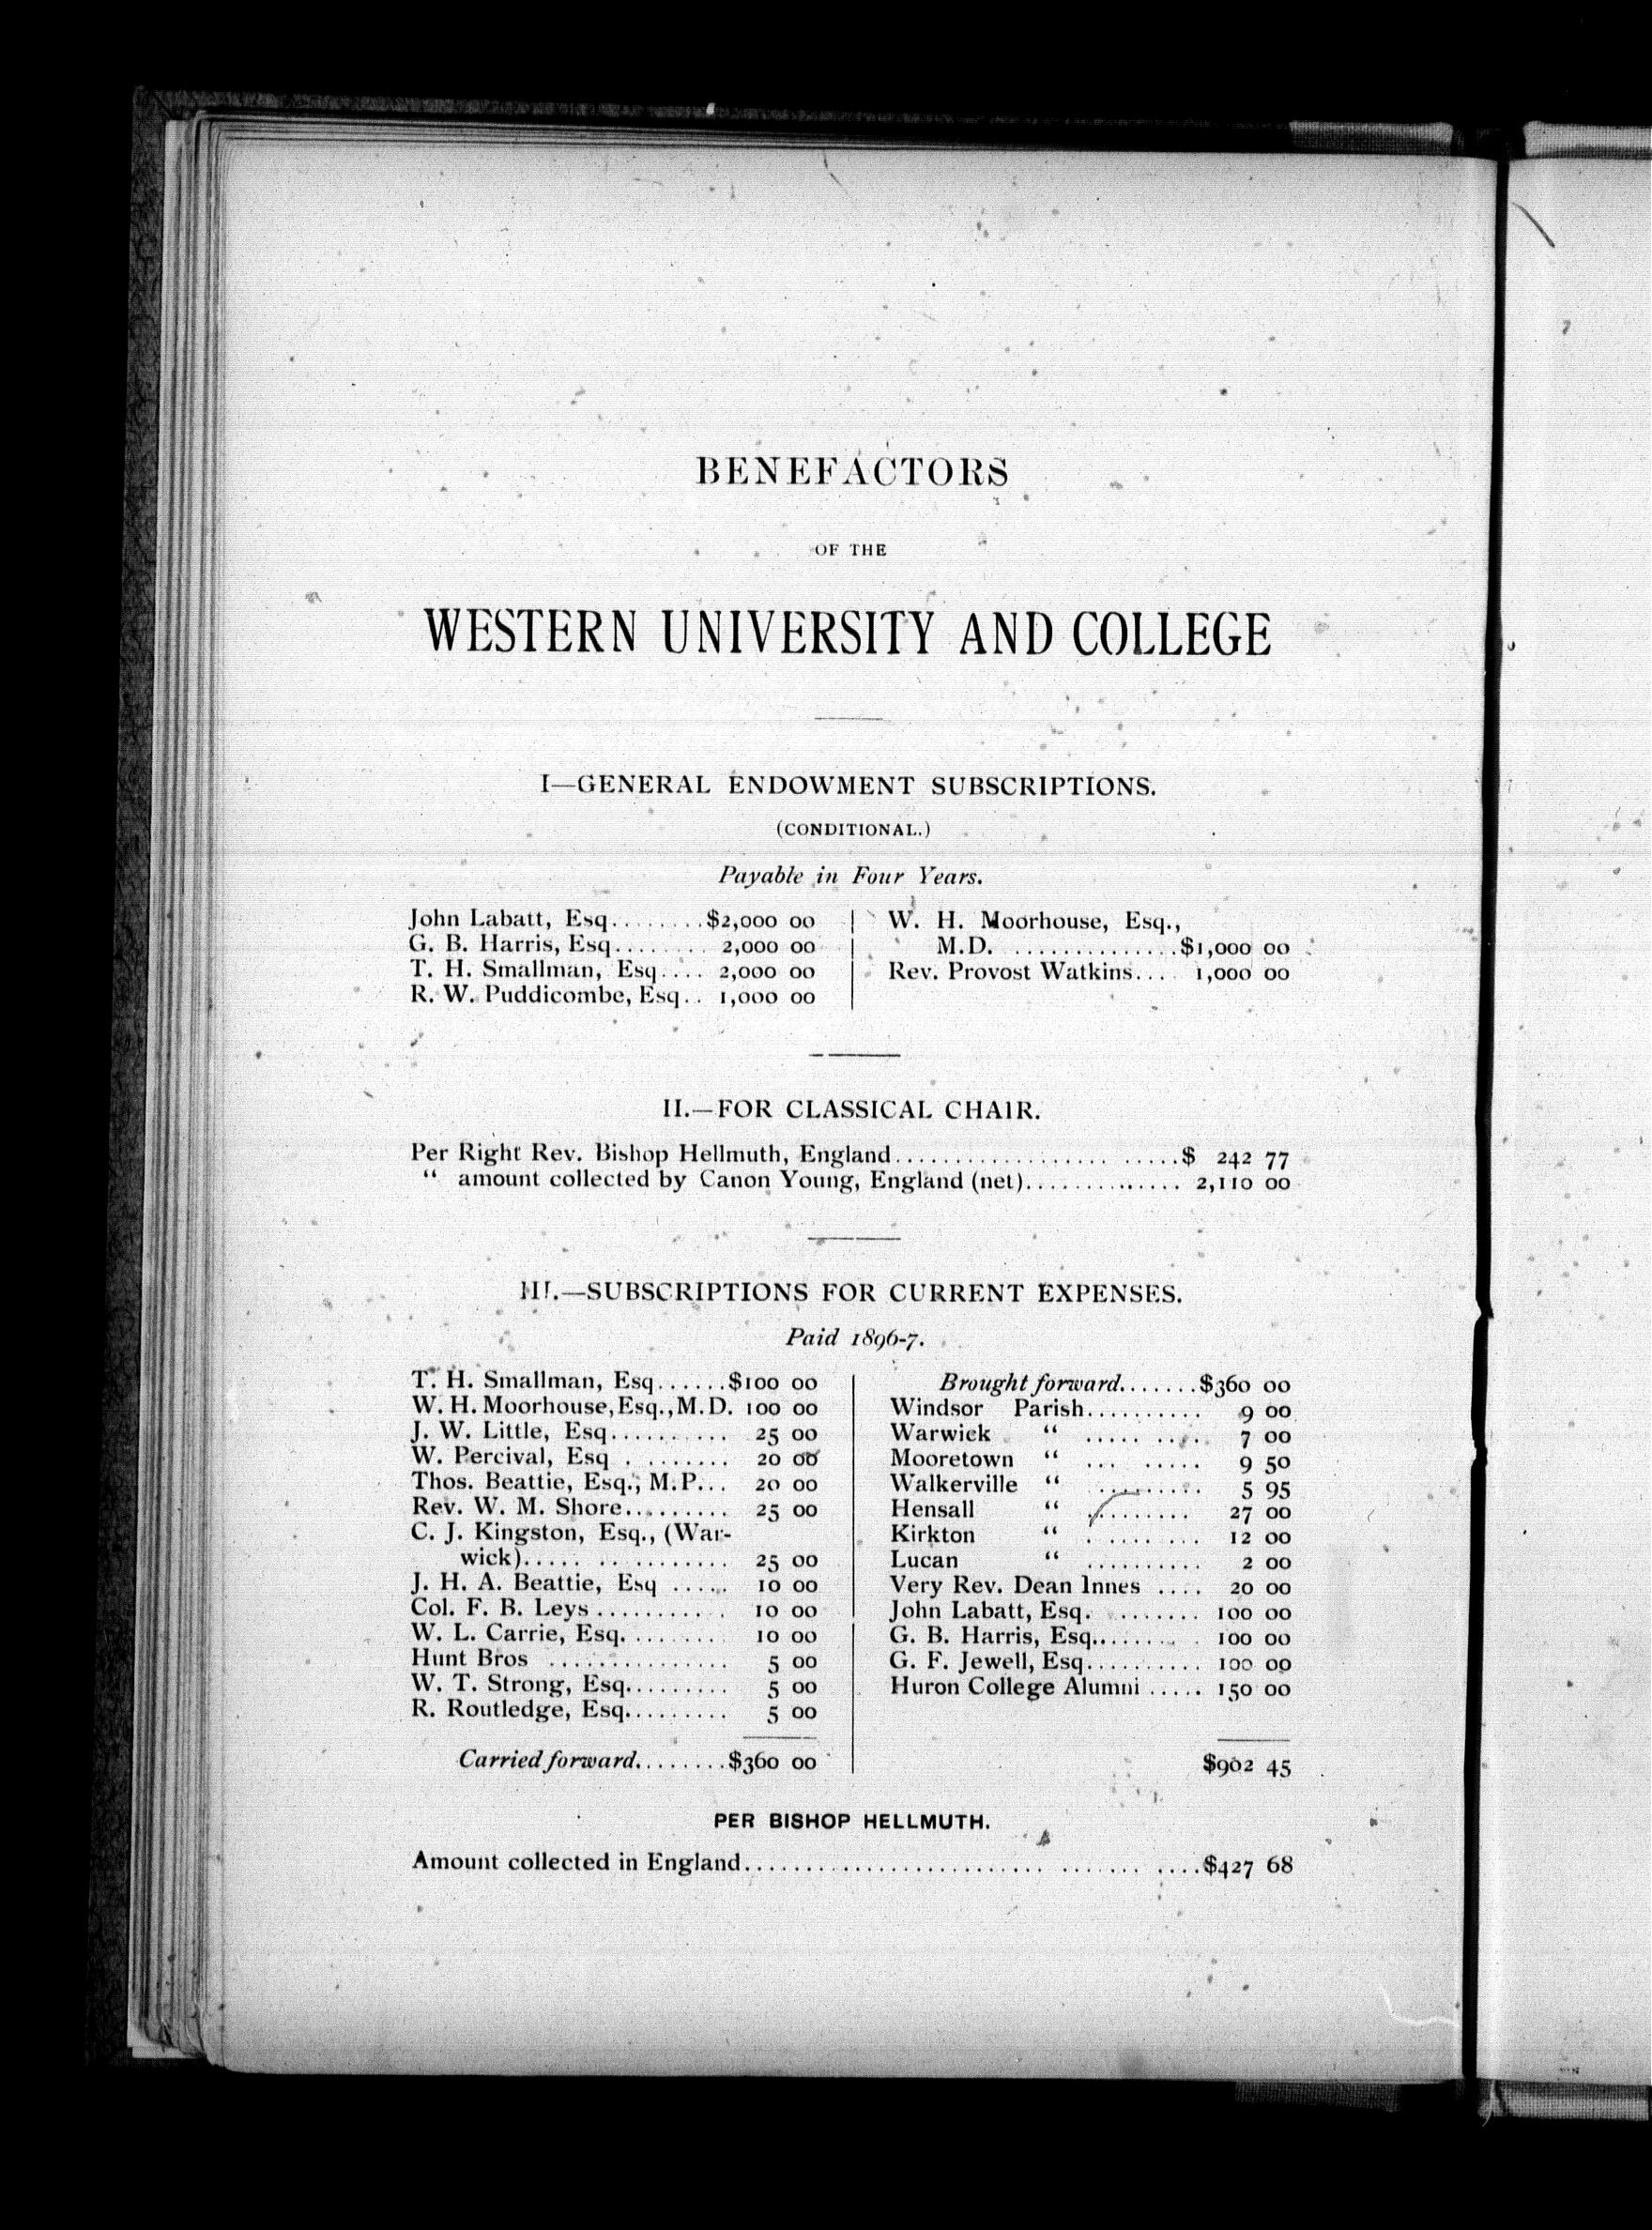 BENEFACTORS
OF THE
WESTERN UNIVERSITY AND COLLEGE
I—GENERAL ENDOWMENT SUBSCRIPTIONS.
(CONDITIONAL.)
Payable in Four Years.
John Labatt, Esq........$2,000 00
G. B. Harris, Esq........ 2,000 00
T. H. Smallman, Esq.... 2,000 00
R. W. Puddicombe, Esq.. 1,000 00
W. H. Moorhouse, Esq.,
M.D. ..............$1,000 00
Rev. Provost Watkins.... 1,000 00
II.—FOR CLASSICAL CHAIR.
Per Right Rev. Bishop Hellmuth, England.......................$ 242 77
“ amount collected by Canon Young, England (net)............. 2,110 00
III.—SUBSCRIPTIONS FOR CURRENT EXPENSES.
Paid 1896-7.
T. H. Smallman, Esq......$100 00
W. H. Moorhouse, Esq., M.D. 100 00
J. W. Little, Esq.......... 25 00
W. Percival, Esq ........ 20 00
Thos. Beattie, Esq., M.P... 20 00
Rev. W. M. Shore......... 25 00
C. J. Kingston, Esq., (War-
wick)................ 25 00
J. H. A. Beattie, Esq ..... 10 00
Col. F. B. Leys ........... 10 00
W. L. Carrie, Esq. ........ 10 00
Hunt Bros ............... 5 00
W. T. Strong, Esq......... 5 00
R. Routledge, Esq......... 5 00
Carried forward........$360 00
Brought forward.......$360 00
Windsor Parish.......... 9 00
Warwick “ ......... 7 00
Mooretown “ ........ 9 50
Walkerville “ ......... 5 95
Hensall “ ......... 27 00
Kirkton “ ........ 12 00
Lucan “ .......... 2 00
Very Rev. Dean Innes .... 20 00
John Labatt, Esq. ........ 100 00
G. B. Harris, Esq......... 100 00
G. F. Jewell, Esq.......... 100 00
Huron College Alumni ..... 150 00
$902 45
PER BISHOP HELLMUTH.
Amount collected in England....................................$427 68